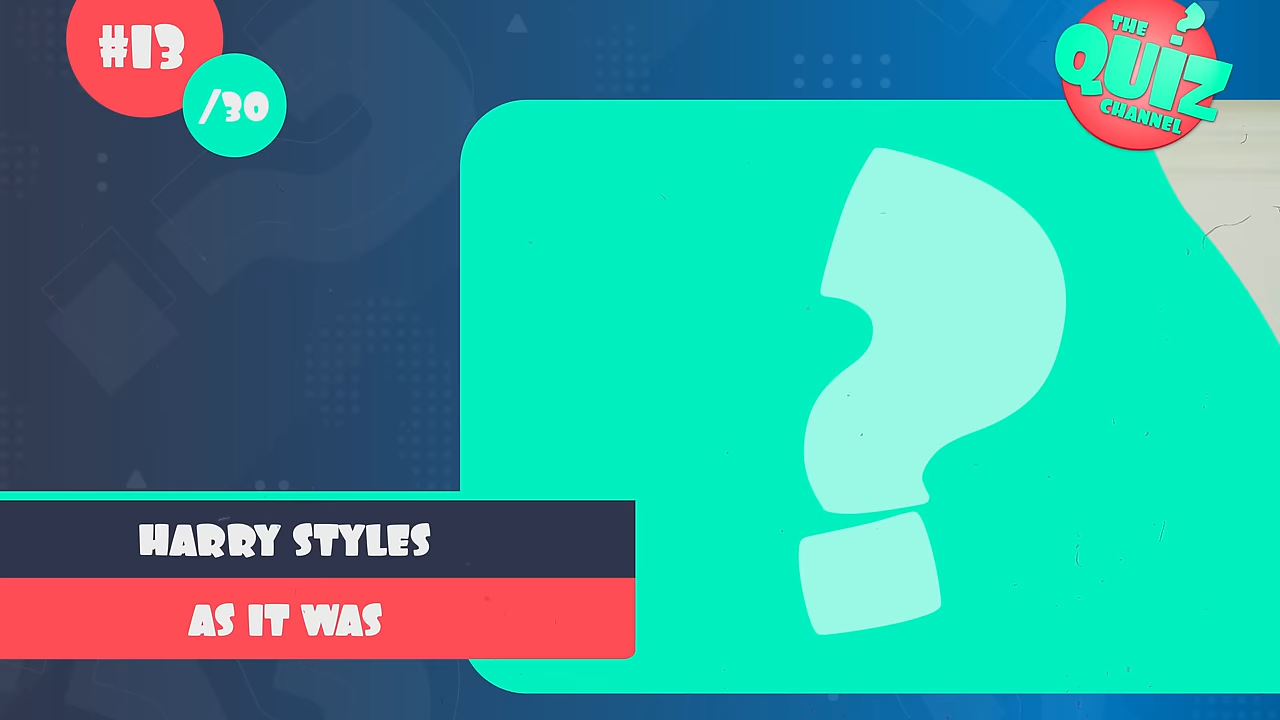 #13
/30
THE
QUIZ
CHANNEL
HARRY STYLES
AS IT WAS